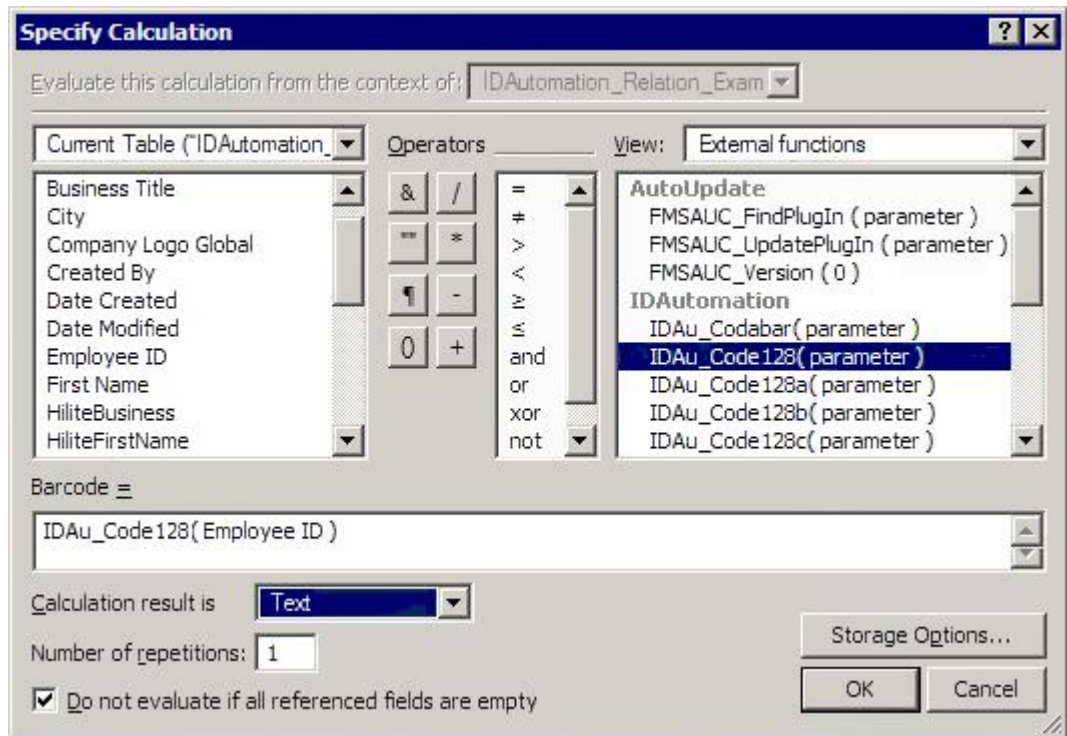 Specify Calculation
Evaluate this calculation from the context of: IDAutomation_Relation_Exam
Current Table ("IDAutomation_
Operators
View: External functions
Business Title
City
Company Logo Global
Created By
Date Created
Date Modified
Employee ID
First Name
HiliteBusiness
HiliteFirstName
& /
"" *
¶ -
() +
=
≠
>
<
≥
≤
and
or
xor
not
AutoUpdate
FMSAUC_FindPlugIn ( parameter )
FMSAUC_UpdatePlugIn ( parameter )
FMSAUC_Version ( 0 )
IDAutomation
IDAu_Codabar( parameter )
IDAu_Code128( parameter )
IDAu_Code128a( parameter )
IDAu_Code128b( parameter )
IDAu_Code128c( parameter )
Barcode =
IDAu_Code128( Employee ID )
Calculation result is Text
Number of repetitions: 1
Do not evaluate if all referenced fields are empty
Storage Options...
OK Cancel